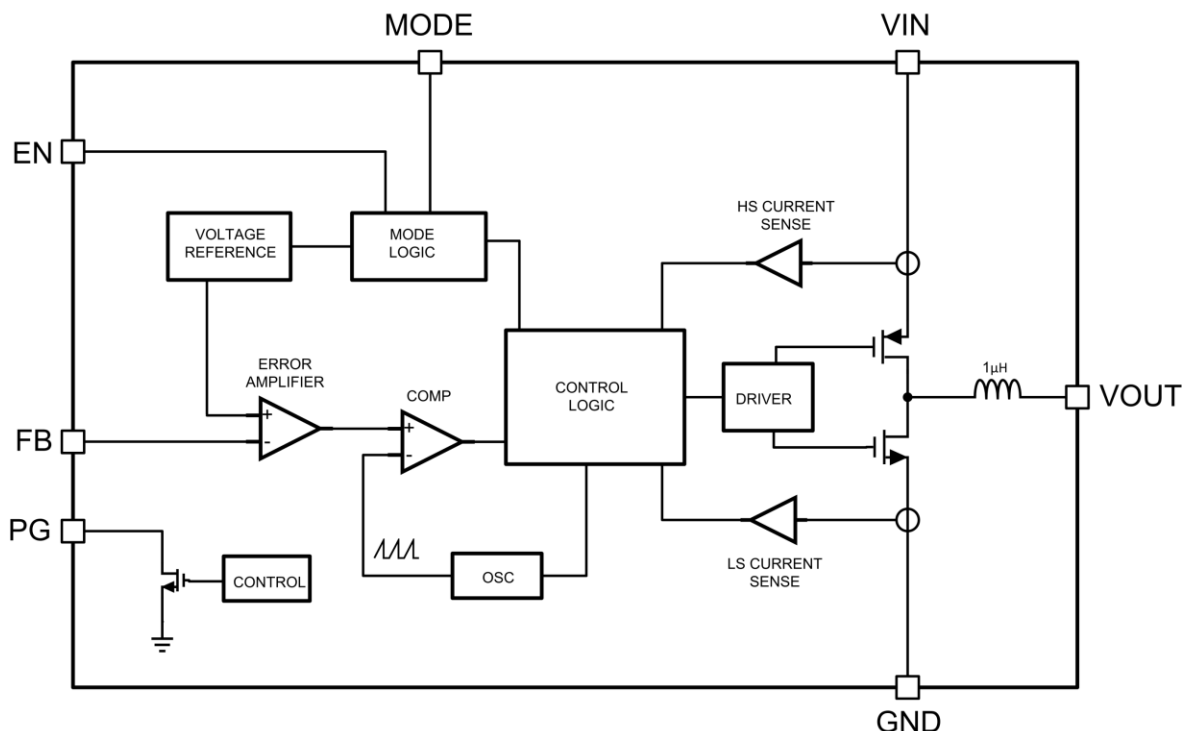 MODE
VIN
EN
HS CURRENT
SENSE
VOLTAGE
REFERENCE
MODE
LOGIC
ERROR
AMPLIFIER
COMP
CONTROL
LOGIC
DRIVER
1µH
VOUT
+
-
+
-
FB
PG
CONTROL
OSC
LS CURRENT
SENSE
GND